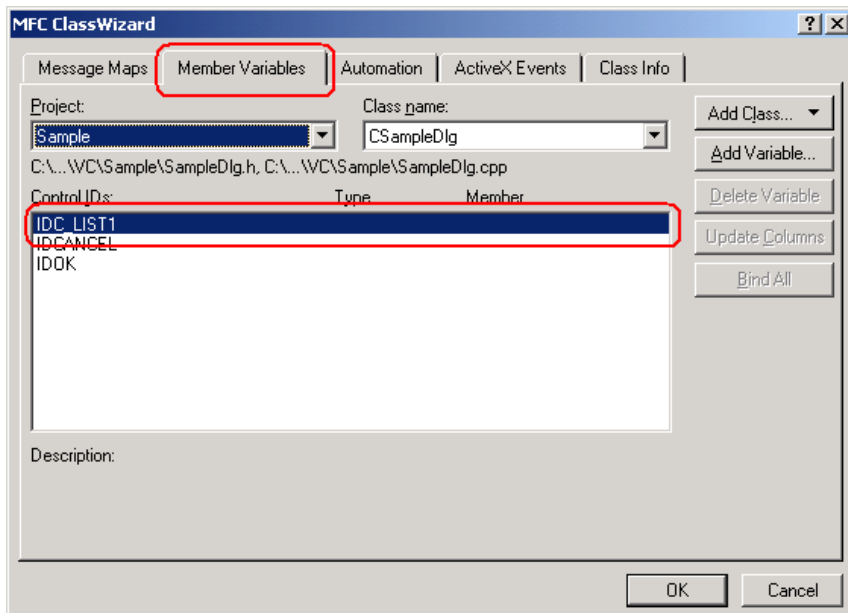 MFC ClassWizard
Message Maps Member Variables Automation ActiveX Events Class Info
Project: Class name:
Sample CSampleDlg
Add Class...
C:\...\VC\Sample\SampleDlg.h, C:\...\VC\Sample\SampleDlg.cpp
Add Variable...
Control IDs: Type Member
Delete Variable
IDC_LIST1
IDCANCEL
Update Columns
IDOK
Bind All
Description:
OK Cancel